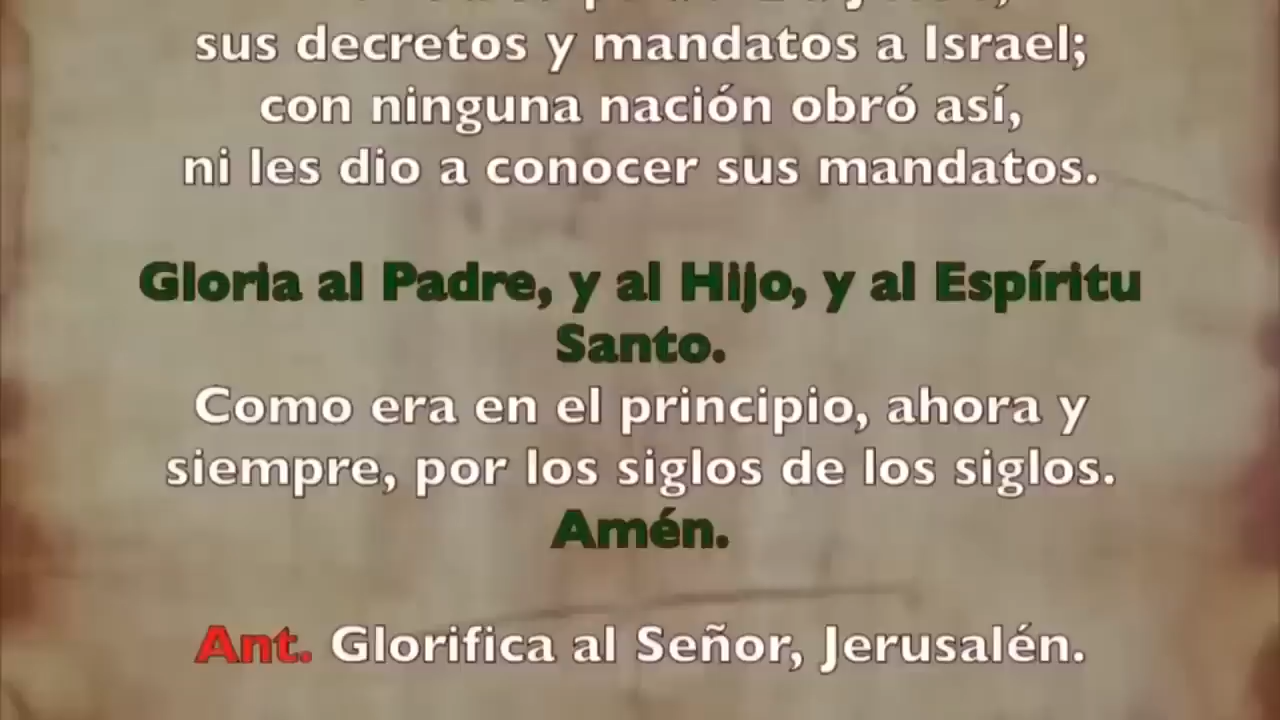 sus decretos y mandatos a Israel;
con ninguna nación obró así,
ni les dio a conocer sus mandatos.
Gloria al Padre, y al Hijo, y al Espíritu
Santo.
Como era en el principio, ahora y
siempre, por los siglos de los siglos.
Amén.
Ant. Glorifica al Señor, Jerusalén.